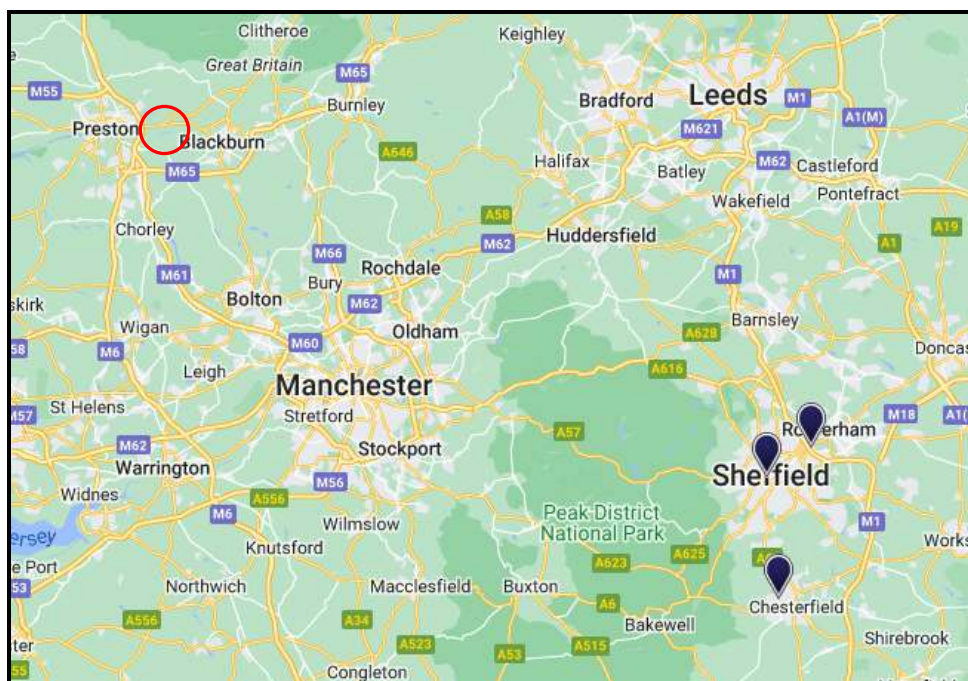 Clitheroe
Keighley
Great Britain
M65
M55
Burnley
Bradford
Leeds
M1
A1(M)
Preston
Blackburn
M621
A646
M65
Halifax
Batley
M62
Castleford
Pontefract
Wakefield
Chorley
A58
A19
M62
Huddersfield
A1
M66
Rochdale
M61
Bury
M1
Bolton
M62
skirk
Wigan
Oldham
Barnsley
A628
M60
58
M6
Doncas
Leigh
A616
Manchester
St Helens
Stretford
M57
M18
A1(
M62
A57
Stockport
Warrington
Sheffield
M56
Widnes
A556
M6
Wilmslow
Peak District
National Park
M1
ersey
Knutsford
Works
A625
e Port
A623
53
Northwich
Macclesfield
Buxton
A6
Chesterfield
A556
A34
Bakewell
Shirebrook
A523
A515
ter
A53
55
Congleton